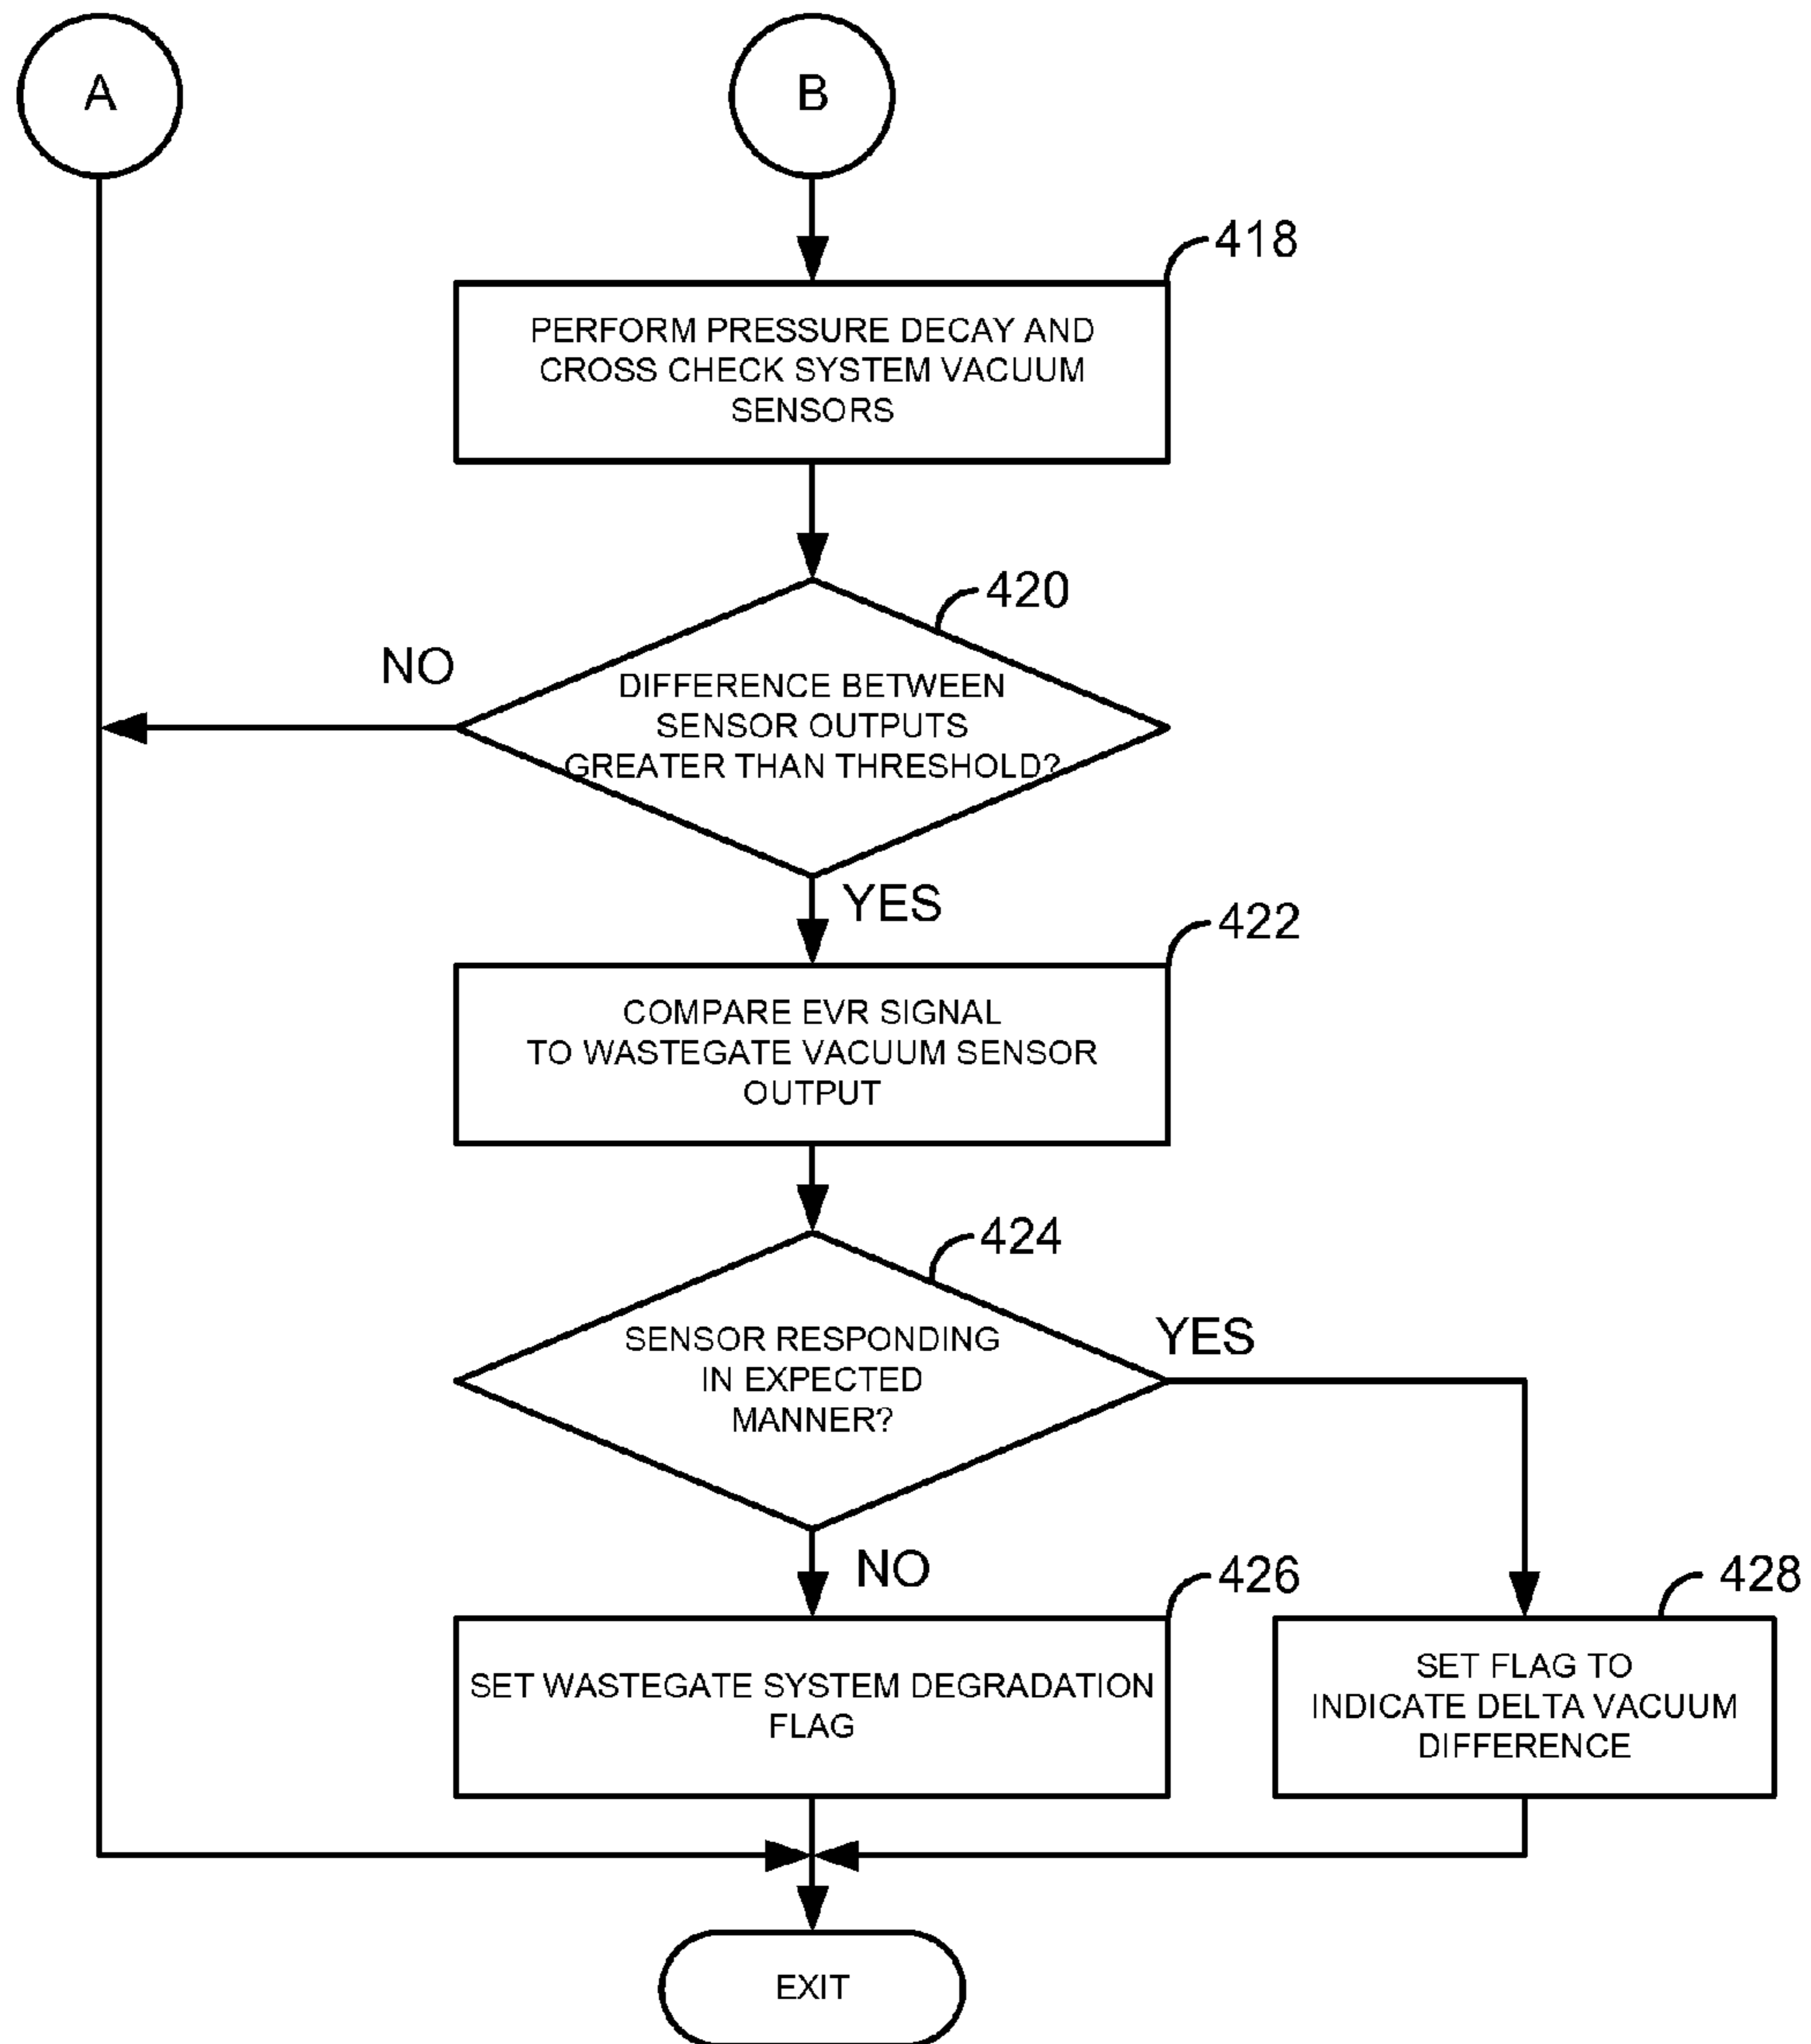 A
B
418
PERFORM PRESSURE DECAY AND
CROSS CHECK SYSTEM VACUUM
SENSORS
420
NO
DIFFERENCE BETWEEN
SENSOR OUTPUTS
GREATER THAN THRESHOLD?
YES
422
COMPARE EVR SIGNAL
TO WASTEGATE VACUUM SENSOR
OUTPUT
424
SENSOR RESPONDING
IN EXPECTED
MANNER?
YES
NO
426
SET WASTEGATE SYSTEM DEGRADATION
FLAG
428
SET FLAG TO
INDICATE DELTA VACUUM
DIFFERENCE
EXIT